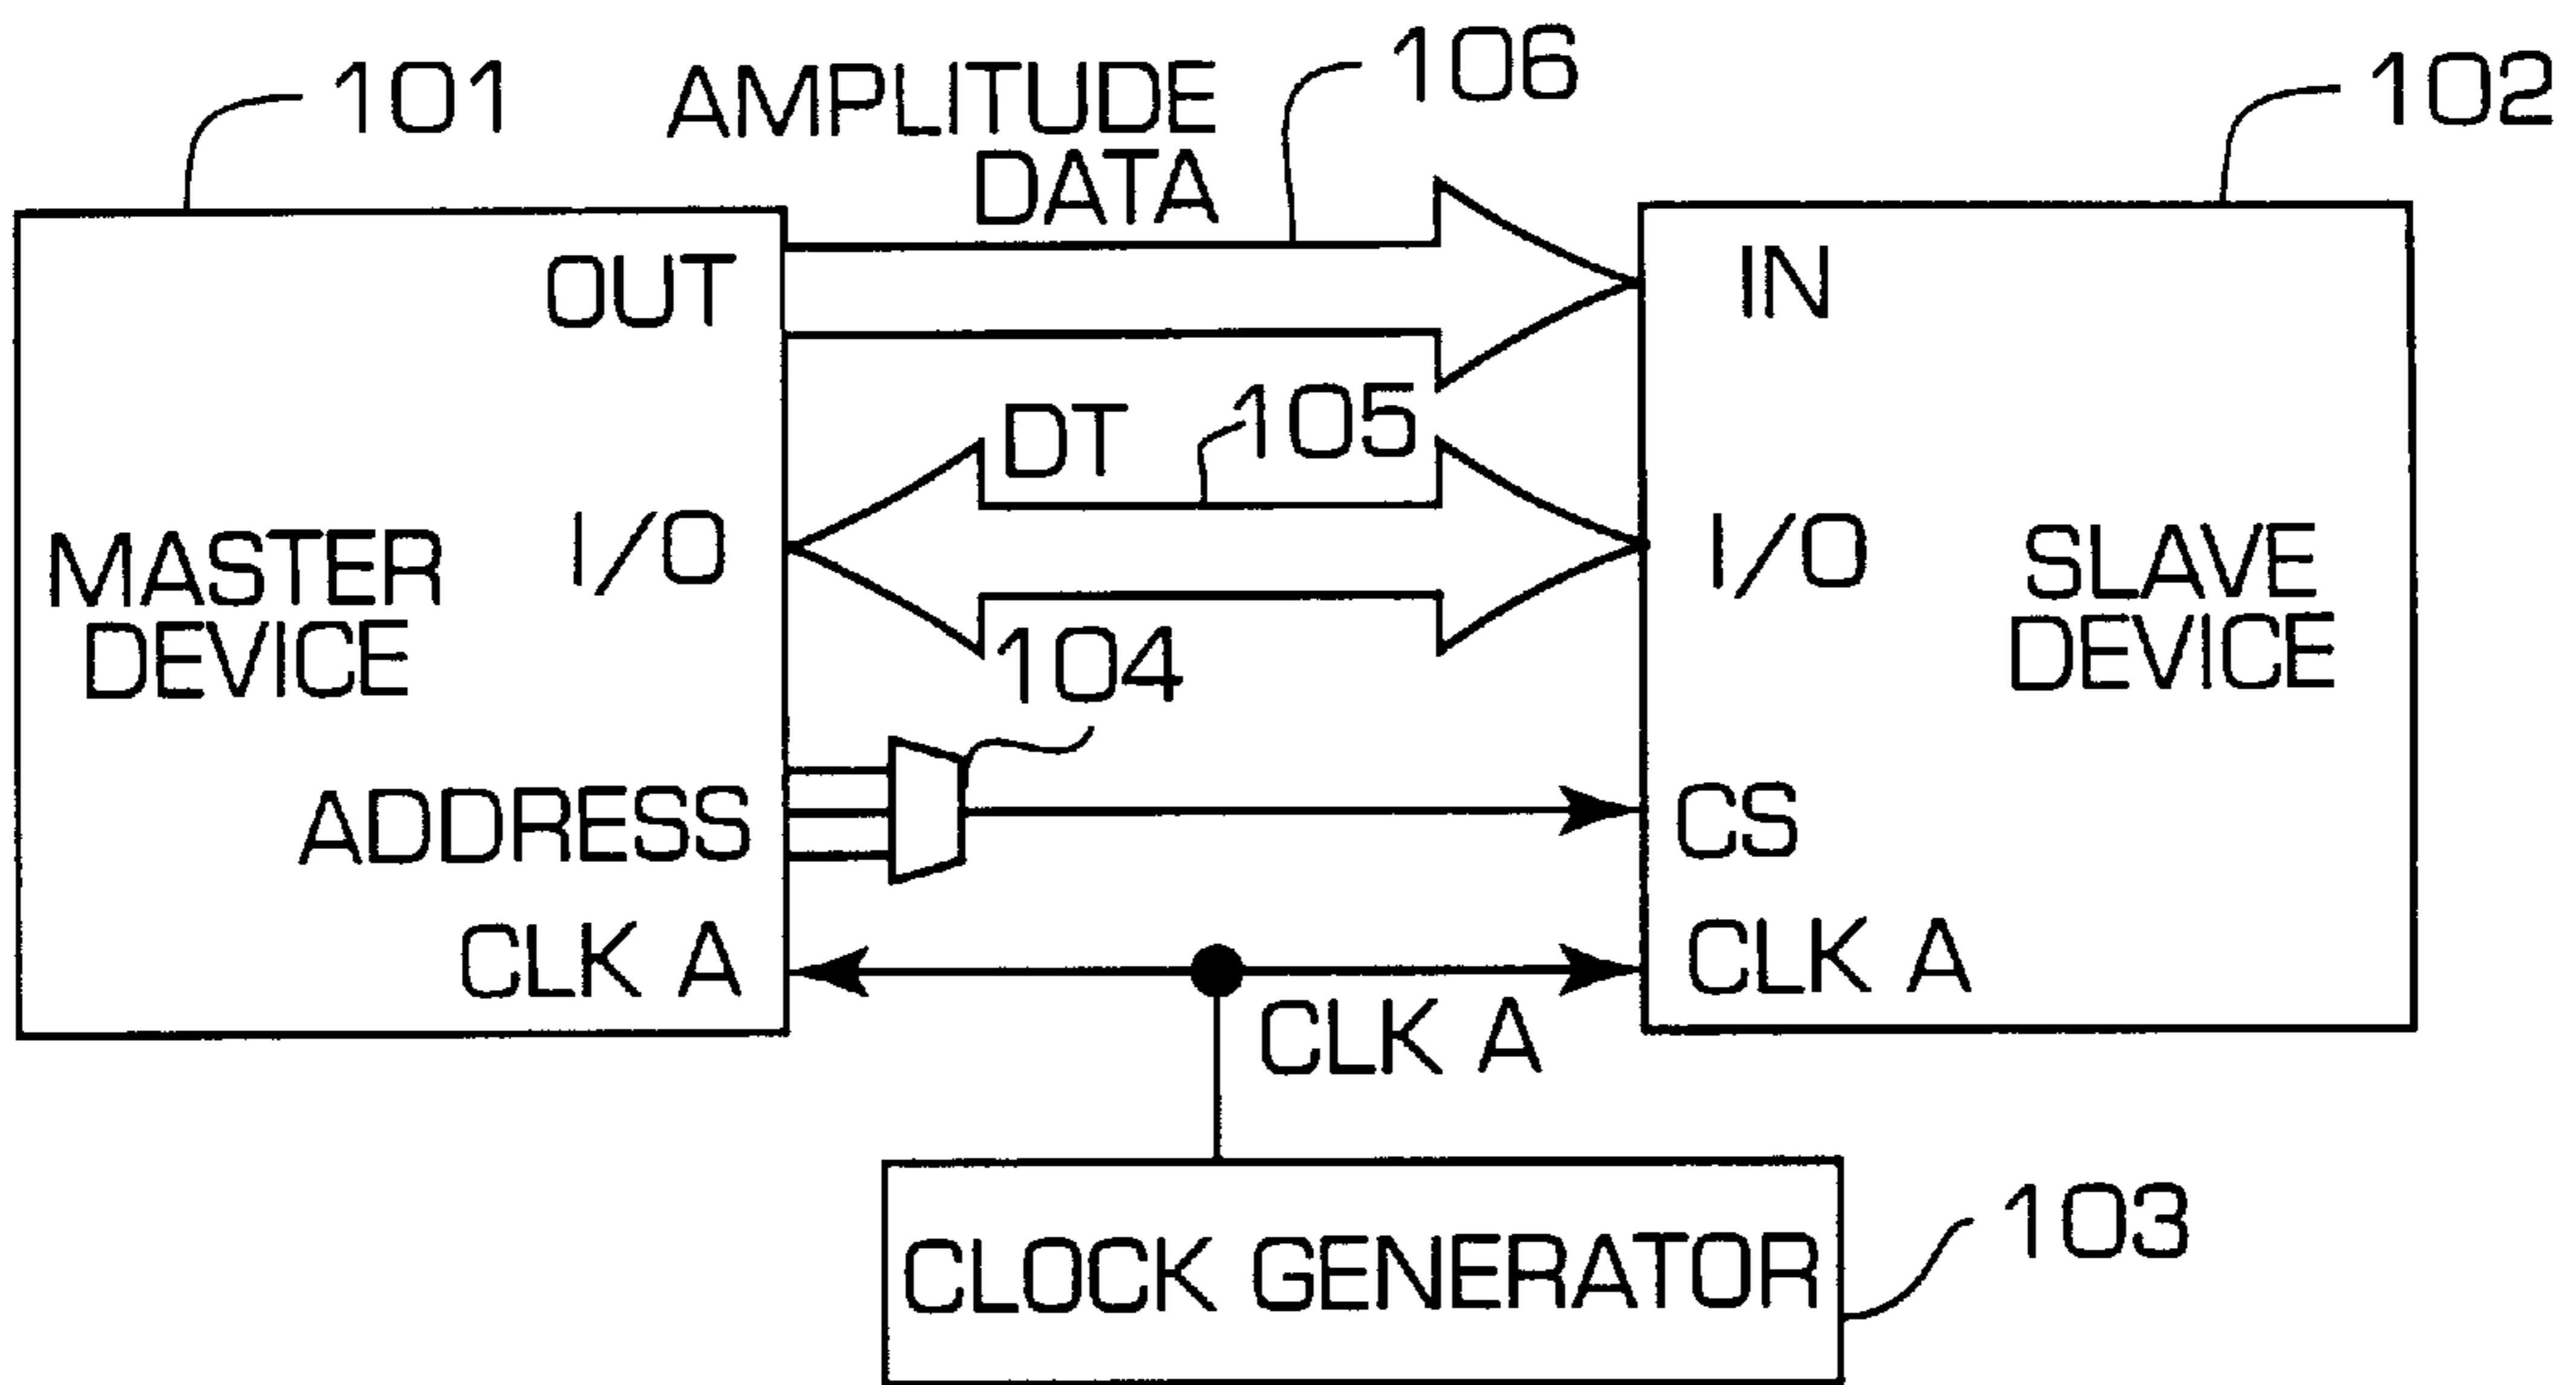 101
AMPLITUDE
DATA
106
102
OUT
IN
DT
105
I/O
I/O
MASTER
DEVICE
SLAVE
DEVICE
104
ADDRESS
CS
CLK A
CLK A
CLK A
CLOCK GENERATOR
103